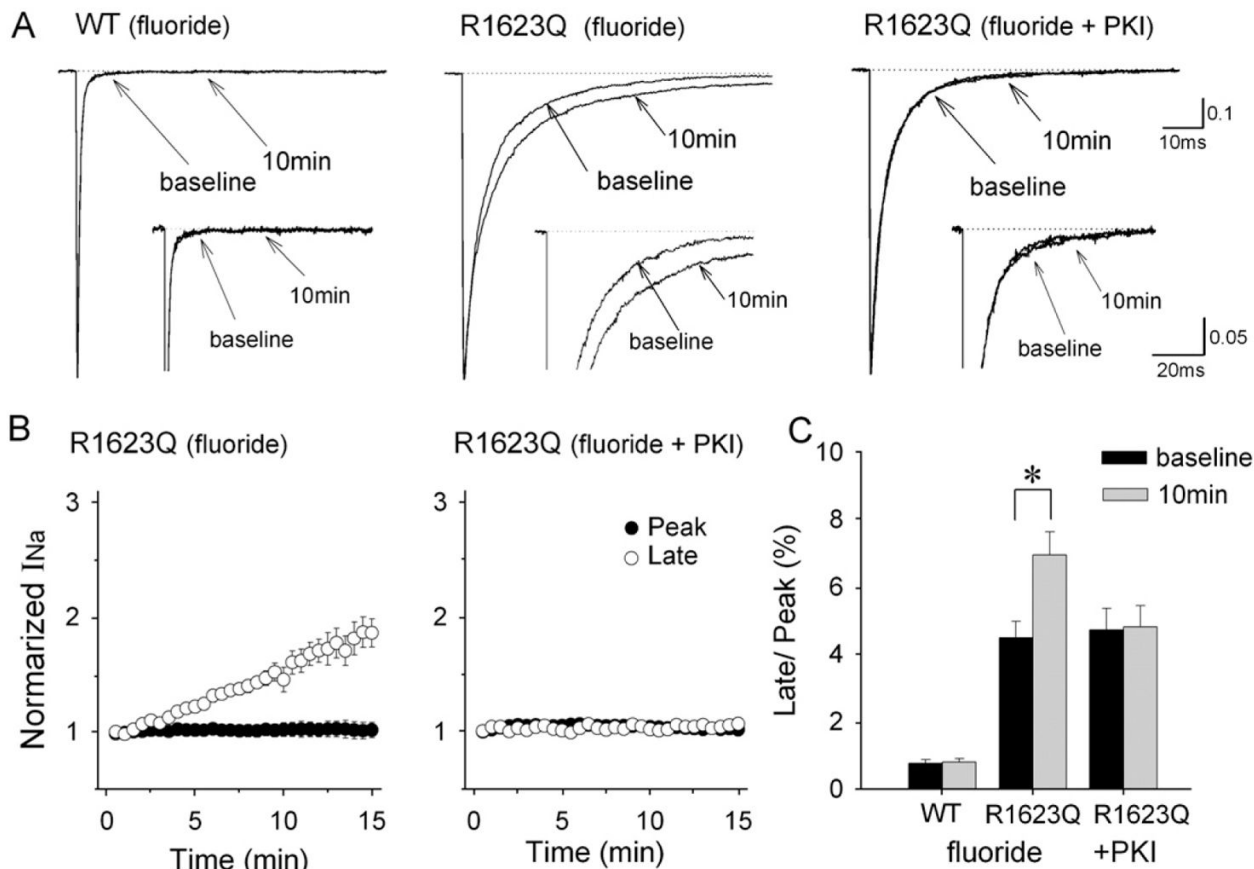 A
WT (fluoride)
R1623Q (fluoride)
R1623Q (fluoride + PKI)
baseline
10min
baseline
10min
baseline
10min
0.1
10ms
baseline
10min
baseline
10min
baseline
10min
0.05
20ms
B
R1623Q (fluoride)
R1623Q (fluoride + PKI)
Normarized INa
3
2
1
0
5
10
15
Time (min)
Peak
Late
3
2
1
0
5
10
15
Time (min)
C
Late/ Peak (%)
10
8
6
4
2
0
baseline
10min
*
WT
R1623Q
R1623Q
fluoride
+PKI